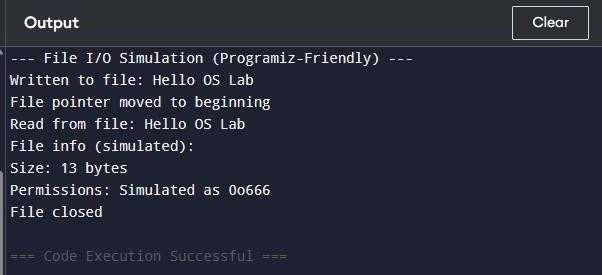 Output
Clear
--- File I/O Simulation (Programiz-Friendly) ---
Written to file: Hello OS Lab
File pointer moved to beginning
Read from file: Hello OS Lab
File info (simulated):
Size: 13 bytes
Permissions: Simulated as 0o666
File closed
=== Code Execution Successful ===